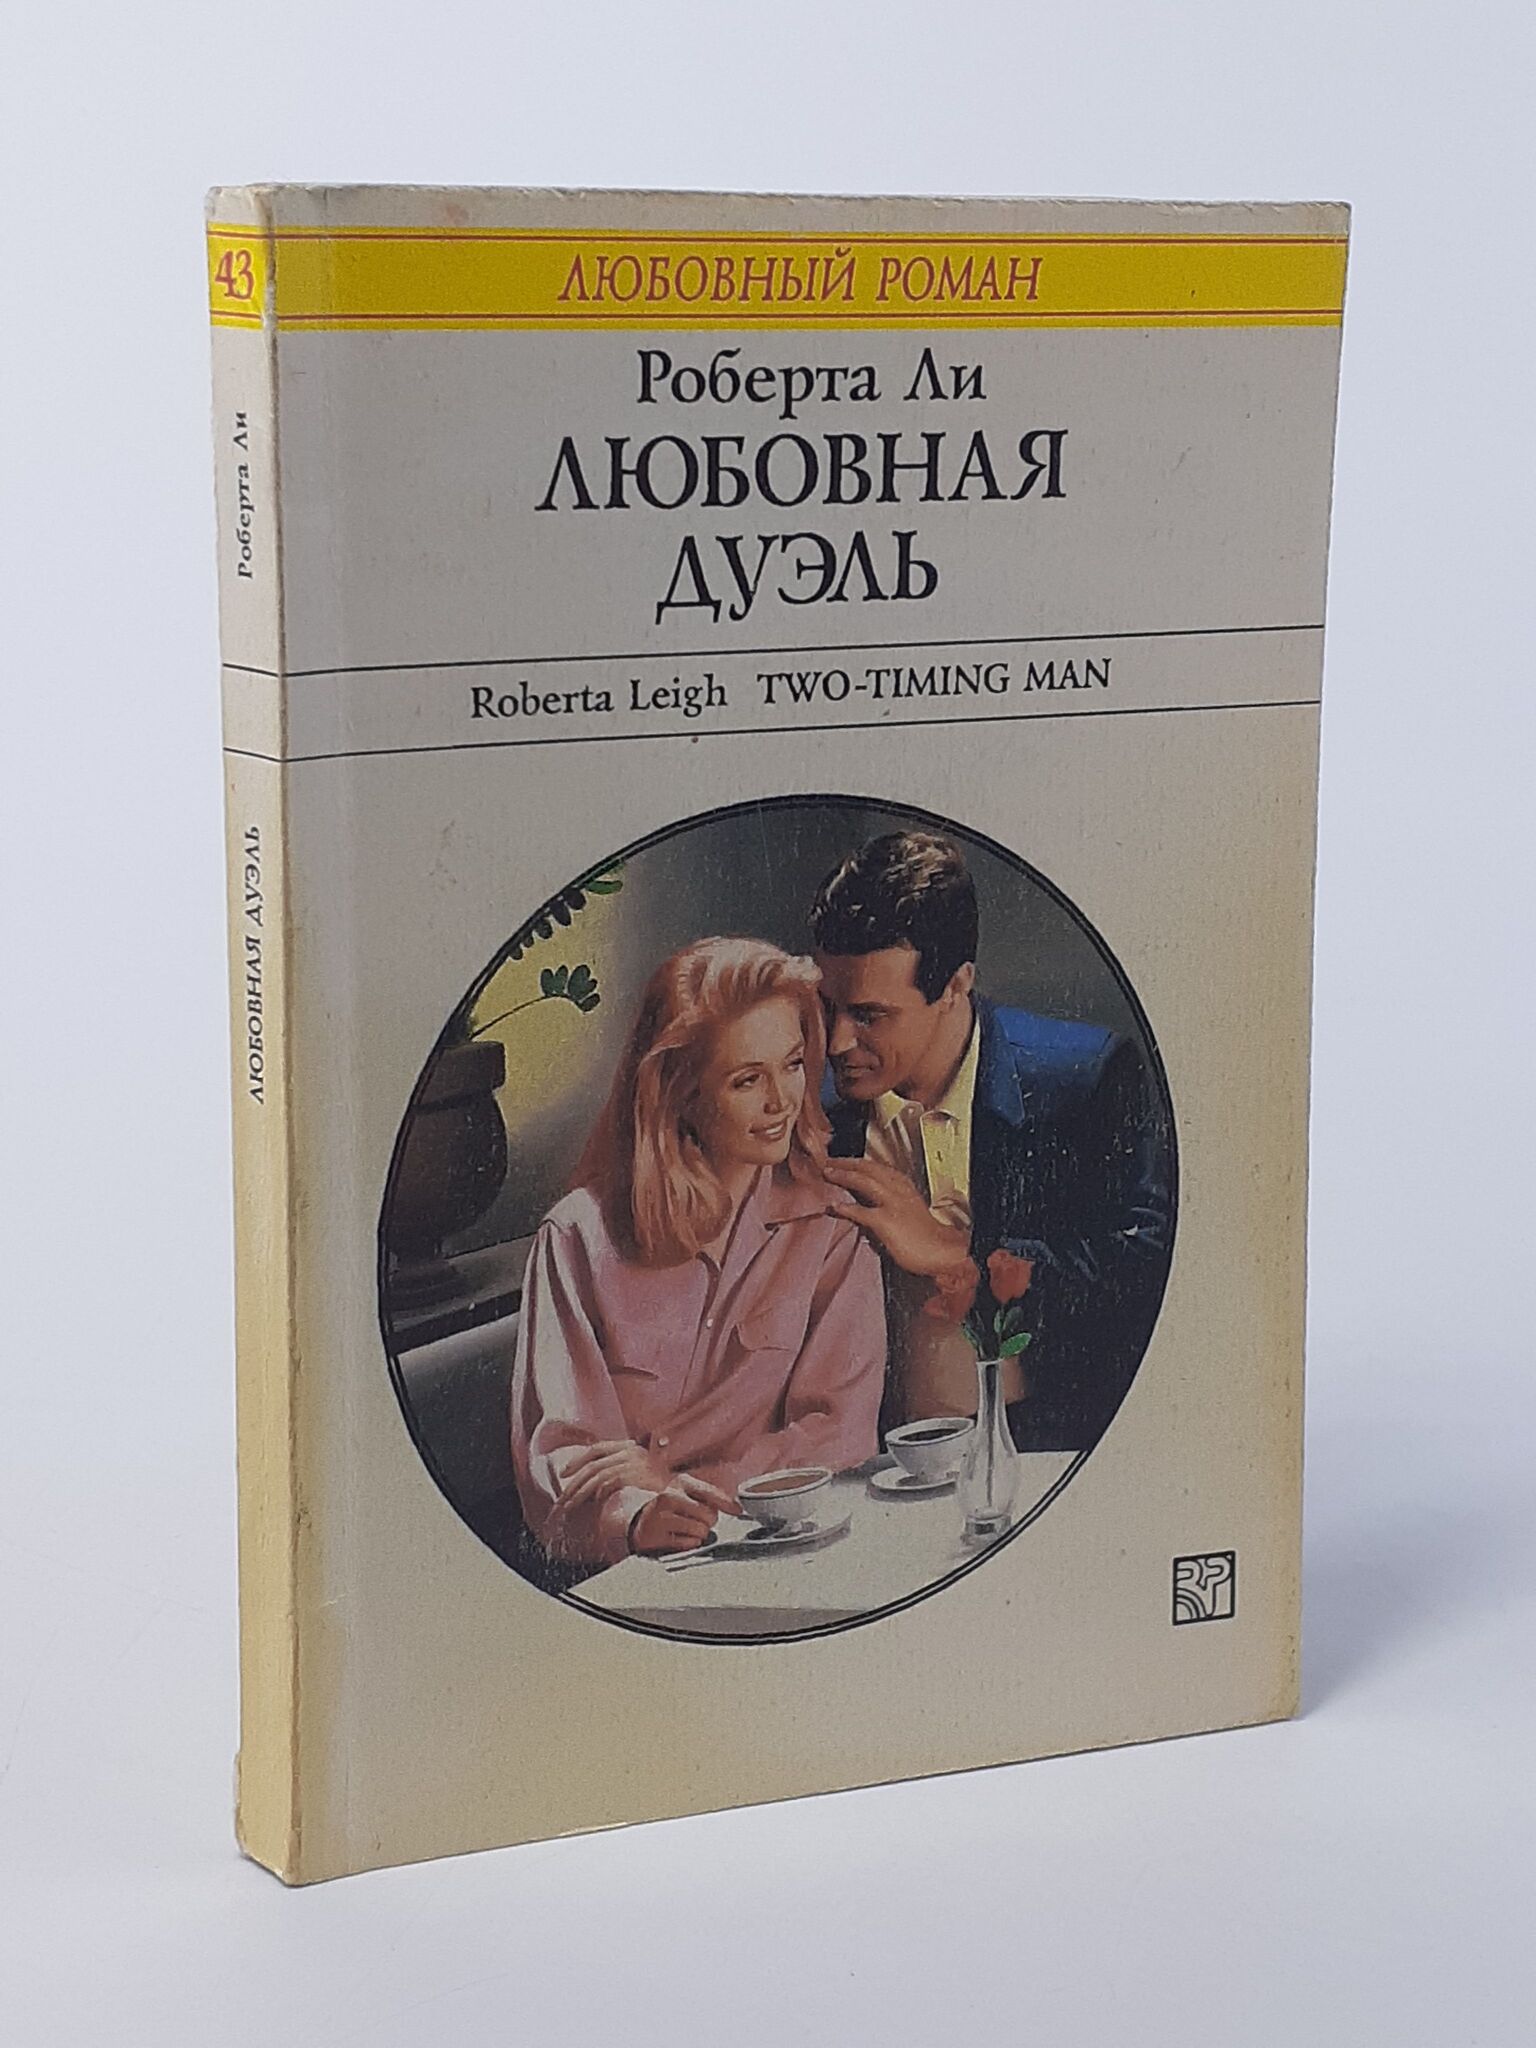 43
Роберта Ли
ЛЮБОВНАЯ ДУЭЛЬ
ЛЮБОВНЫЙ РОМАН
Роберта Ли
ЛЮБОВНАЯ
ДУЭЛЬ
Roberta Leigh TWO-TIMING MAN